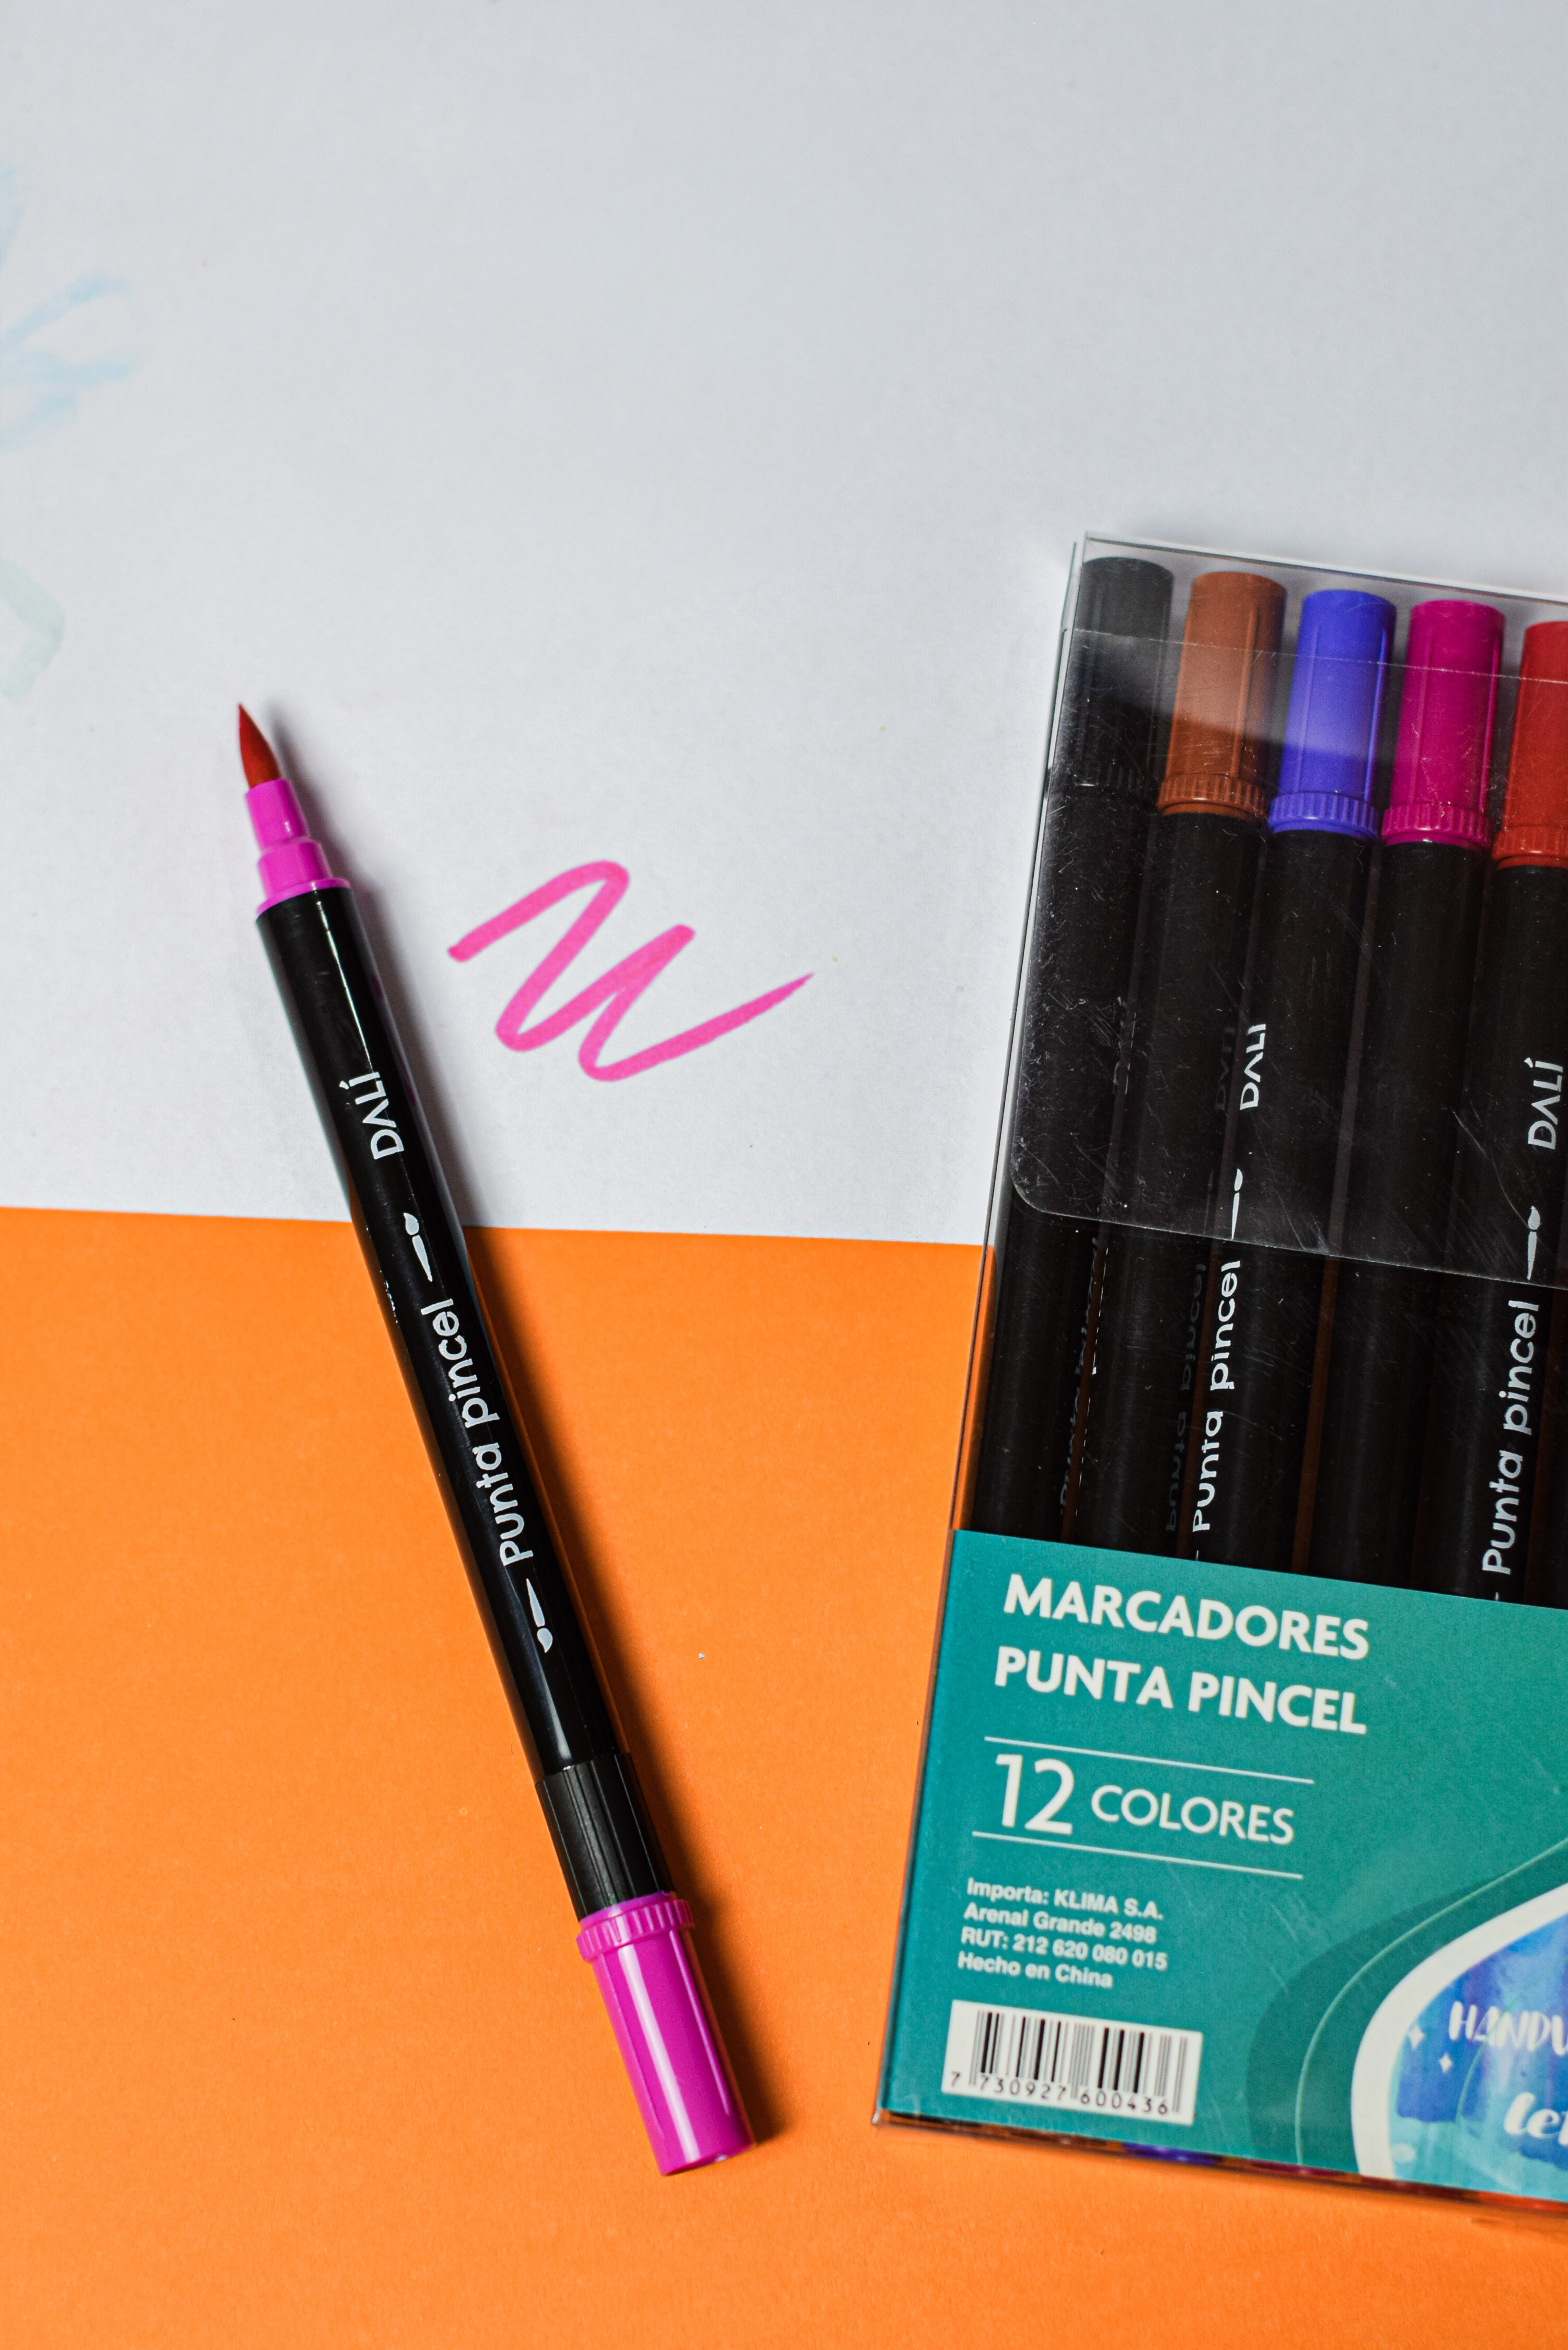 DALÍ
Punta pincel
DALÍ
Punta pincel
DALÍ
Punta pincel
MARCADORES
PUNTA PINCEL
12 COLORES
Importa: KLIMA S.A.
Arenal Grande 2498
RUT: 212 620 080 015
Hecho en China
7 730927 600436